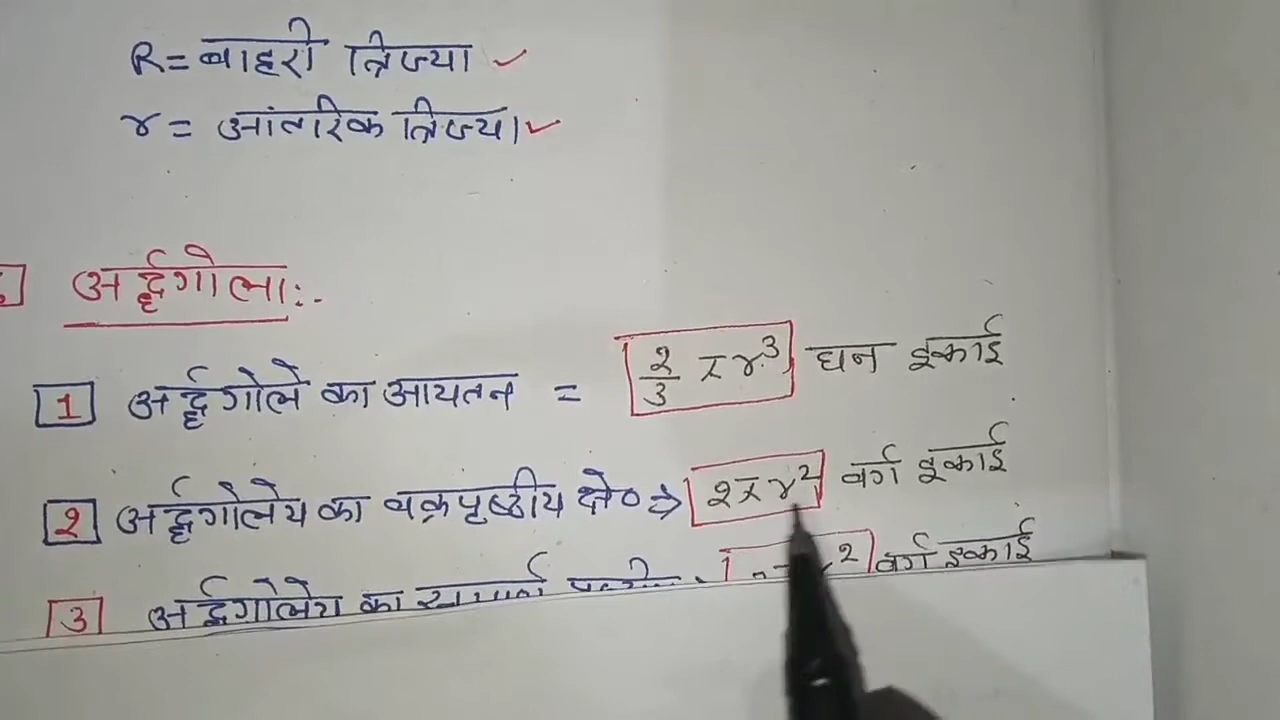 R = बाहरी त्रिज्या ✓
r = आंतरिक त्रिज्या ✓
अर्द्धगोला:-
1 अर्द्धगोले का आयतन = 2/3 πr³ घन इकाई
2 अर्द्धगोलेय का वक्रपृष्ठीय क्षे० ⇒ 2πr² वर्ग इकाई
3 अर्द्धगोलेय का वर्ग इकाई